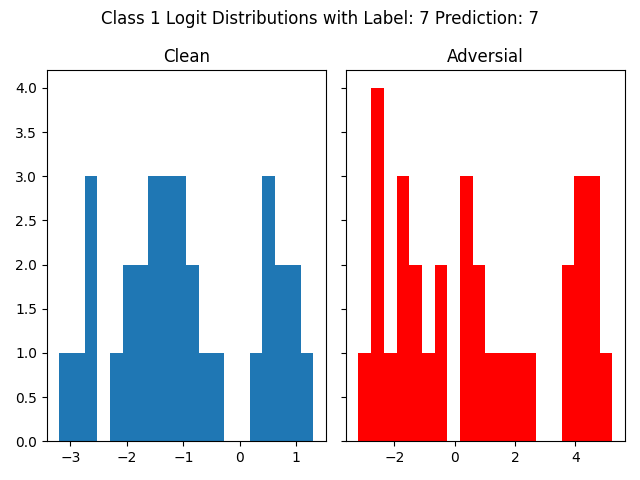 Class 1 Logit Distributions with Label: 7 Prediction: 7
Clean
Adversial
4.0
3.5
3.0
2.5
2.0
1.5
1.0
0.5
0.0
−3 −2 −1 0 1
−2 0 2 4